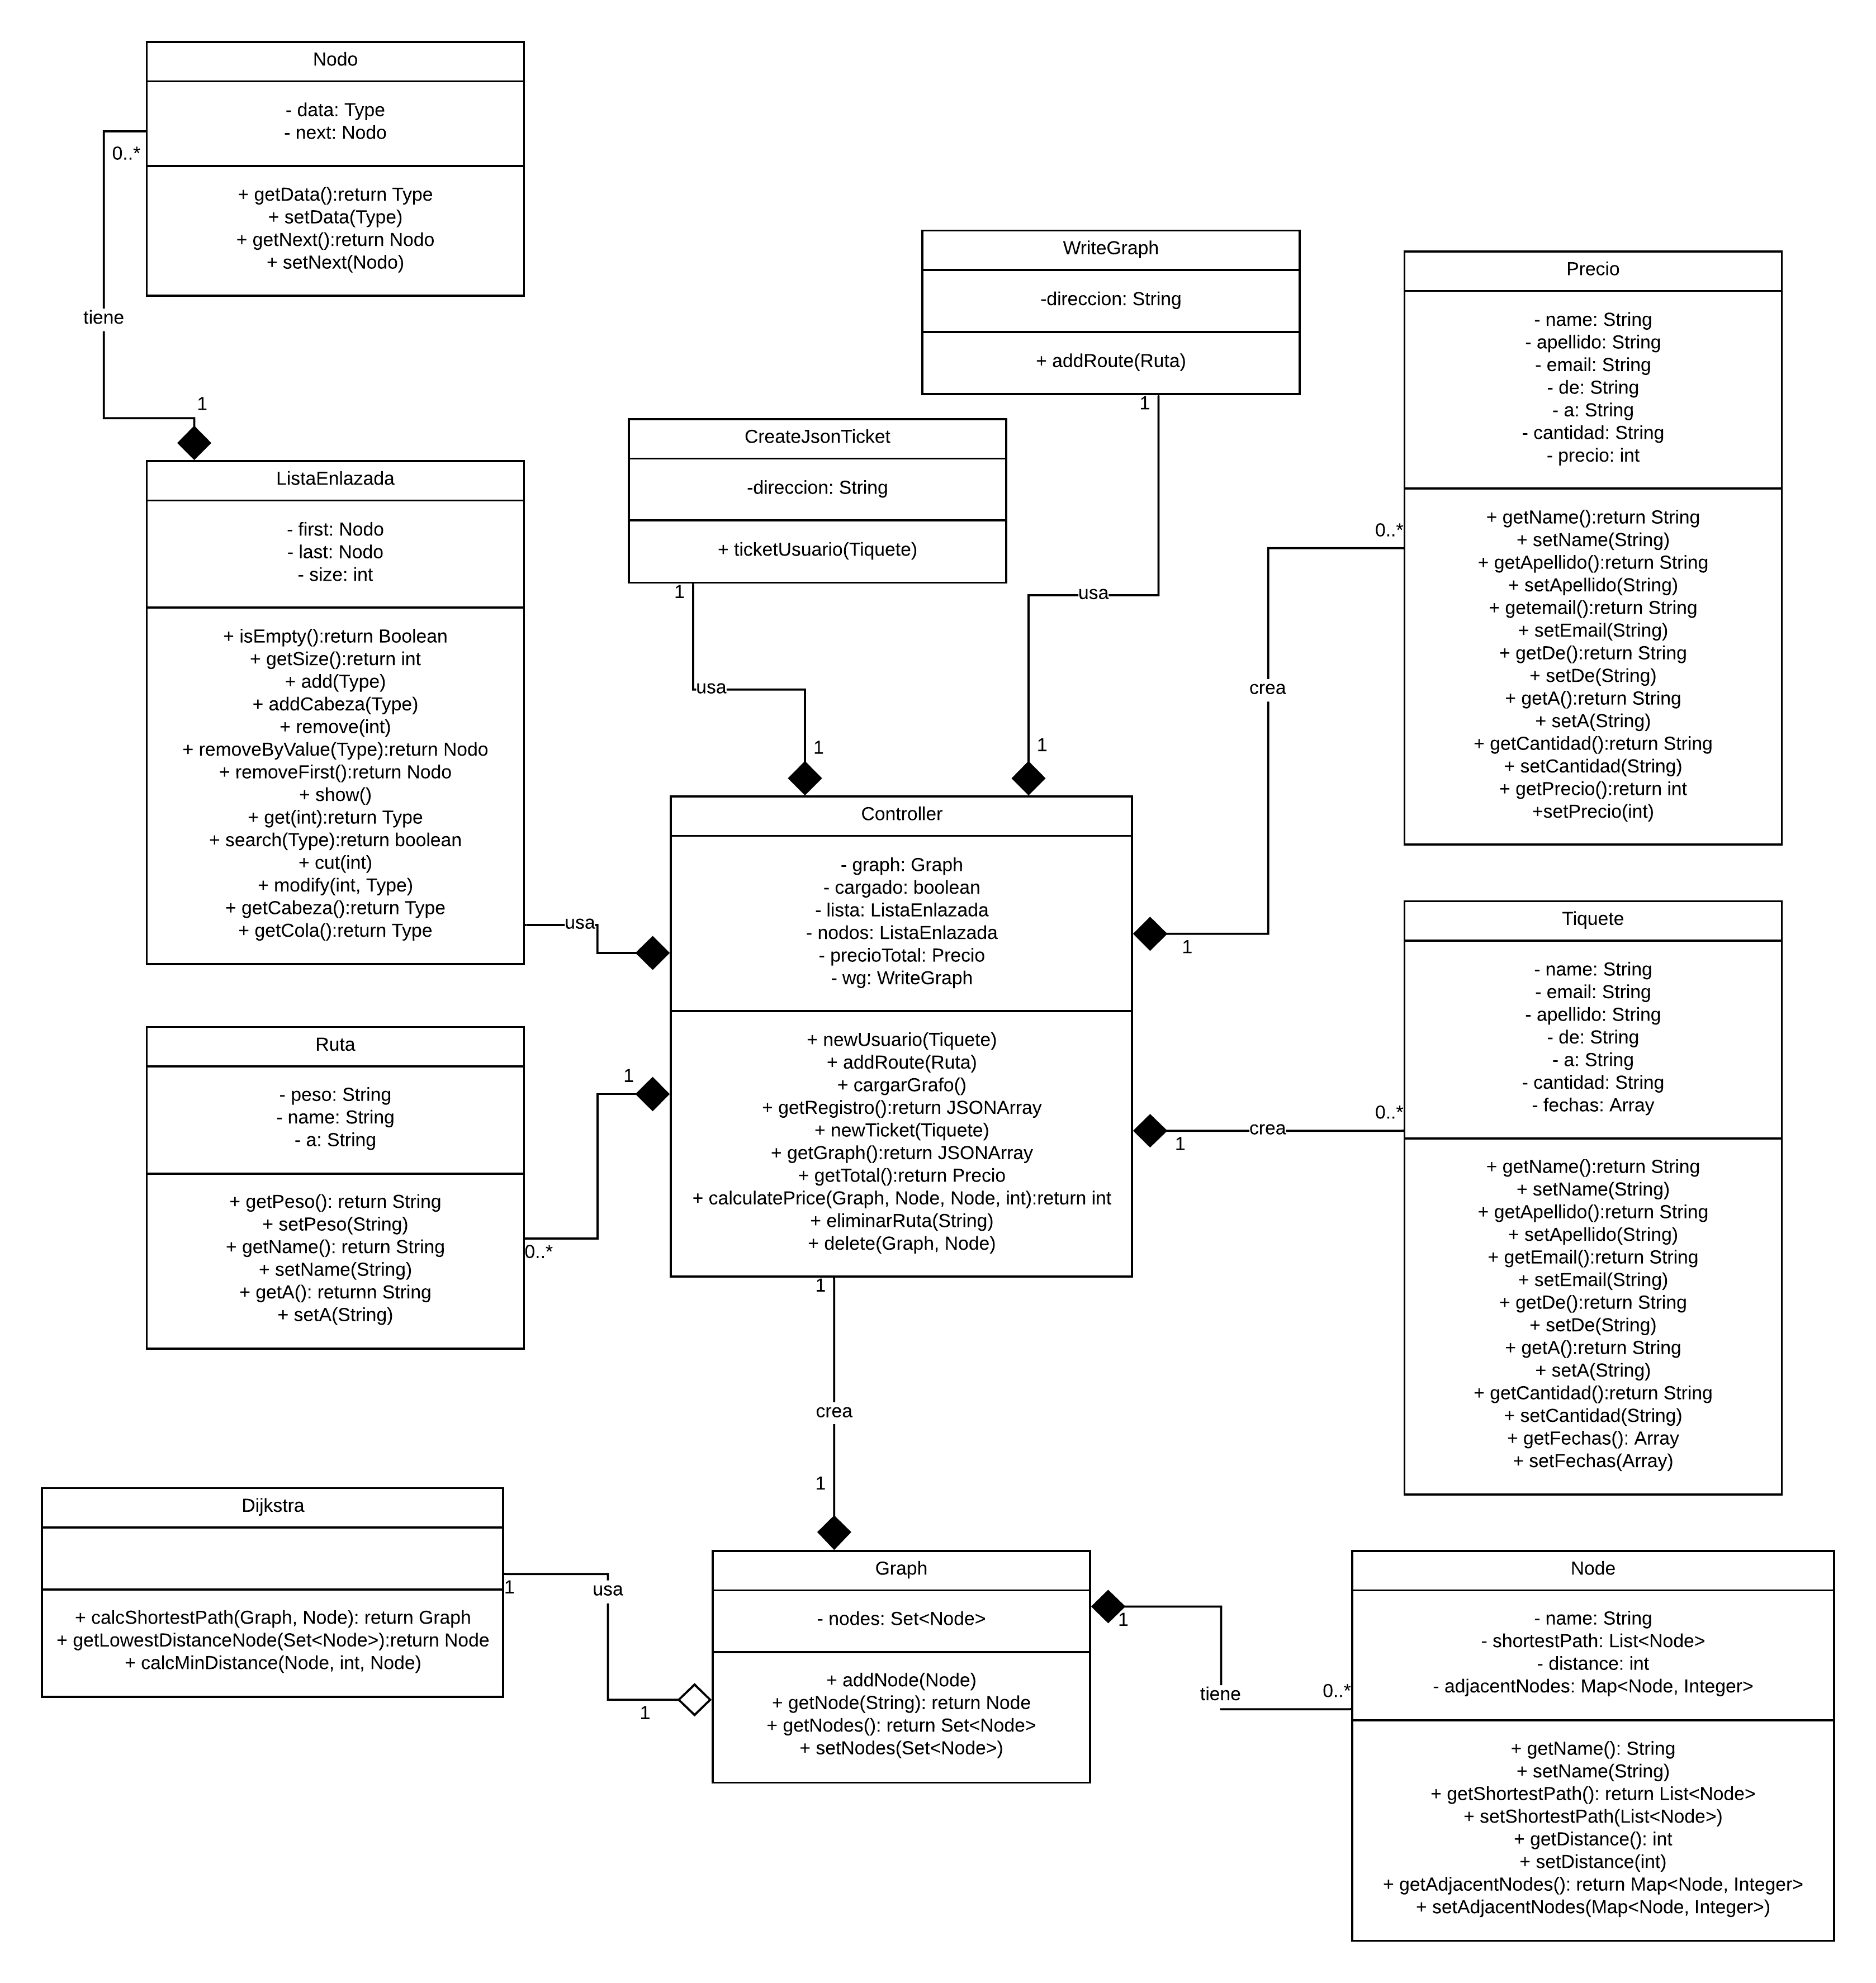 Nodo
- data: Type
- next: Nodo
+ getData():return Type
+ setData(Type)
+ getNext():return Nodo
+ setNext(Nodo)
0..*
tiene
1
ListaEnlazada
- first: Nodo
- last: Nodo
- size: int
+ isEmpty():return Boolean
+ getSize():return int
+ add(Type)
+ addCabeza(Type)
+ remove(int)
+ removeByValue(Type):return Nodo
+ removeFirst():return Nodo
+ show()
+ get(int):return Type
+ search(Type):return boolean
+ cut(int)
+ modify(int, Type)
+ getCabeza():return Type
+ getCola():return Type
usa
WriteGraph
-direccion: String
+ addRoute(Ruta)
1
usa
1
CreateJsonTicket
-direccion: String
+ ticketUsuario(Tiquete)
1
usa
1
Precio
- name: String
- apellido: String
- email: String
- de: String
- a: String
- cantidad: String
- precio: int
+ getName():return String
+ setName(String)
+ getApellido():return String
+ setApellido(String)
+ getemail():return String
+ setEmail(String)
+ getDe():return String
+ setDe(String)
+ getA():return String
+ setA(String)
+ getCantidad():return String
+ setCantidad(String)
+ getPrecio():return int
+setPrecio(int)
0..*
crea
1
Controller
- graph: Graph
- cargado: boolean
- lista: ListaEnlazada
- nodos: ListaEnlazada
- precioTotal: Precio
- wg: WriteGraph
+ newUsuario(Tiquete)
+ addRoute(Ruta)
+ cargarGrafo()
+ getRegistro():return JSONArray
+ newTicket(Tiquete)
+ getGraph():return JSONArray
+ getTotal():return Precio
+ calculatePrice(Graph, Node, Node, int):return int
+ eliminarRuta(String)
+ delete(Graph, Node)
Tiquete
- name: String
- email: String
- apellido: String
- de: String
- a: String
- cantidad: String
- fechas: Array
+ getName():return String
+ setName(String)
+ getApellido():return String
+ setApellido(String)
+ getEmail():return String
+ setEmail(String)
+ getDe():return String
+ setDe(String)
+ getA():return String
+ setA(String)
+ getCantidad():return String
+ setCantidad(String)
+ getFechas(): Array
+ setFechas(Array)
0..*
crea
1
Ruta
- peso: String
- name: String
- a: String
+ getPeso(): return String
+ setPeso(String)
+ getName(): return String
+ setName(String)
+ getA(): returnn String
+ setA(String)
1
0..*
1
crea
1
Dijkstra
+ calcShortestPath(Graph, Node): return Graph
+ getLowestDistanceNode(Set<Node>):return Node
+ calcMinDistance(Node, int, Node)
1
usa
1
Graph
- nodes: Set<Node>
+ addNode(Node)
+ getNode(String): return Node
+ getNodes(): return Set<Node>
+ setNodes(Set<Node>)
1
tiene
0..*
Node
- name: String
- shortestPath: List<Node>
- distance: int
- adjacentNodes: Map<Node, Integer>
+ getName(): String
+ setName(String)
+ getShortestPath(): return List<Node>
+ setShortestPath(List<Node>)
+ getDistance(): int
+ setDistance(int)
+ getAdjacentNodes(): return Map<Node, Integer>
+ setAdjacentNodes(Map<Node, Integer>)